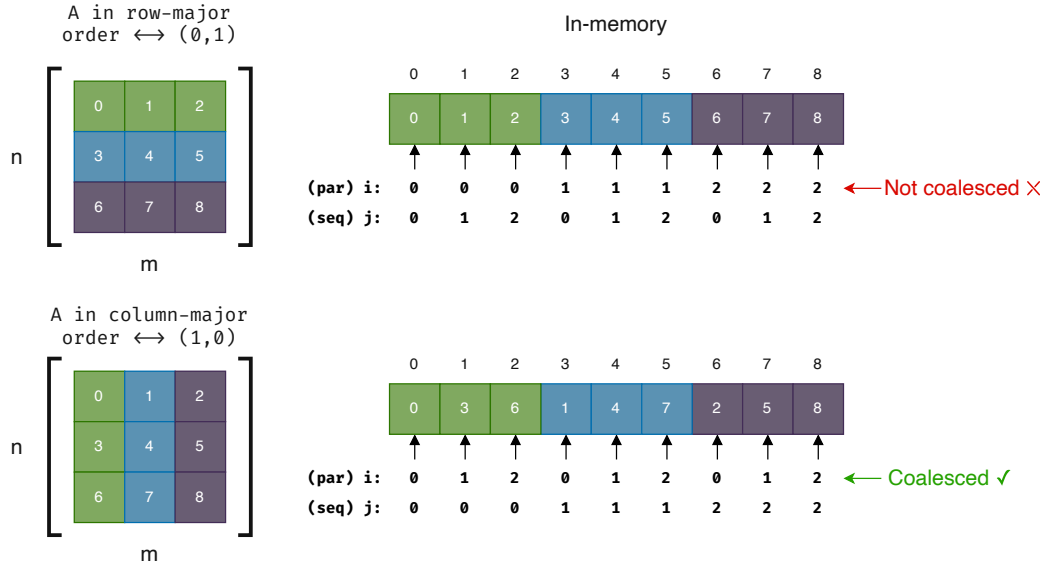 A in row-major
order ⟷ (0,1)
In-memory
0 1 2 3 4 5 6 7 8
n
0 1 2
3 4 5
6 7 8
m
0 1 2 3 4 5 6 7 8
(par) i: 0 0 0 1 1 1 2 2 2
← Not coalesced ✕
(seq) j: 0 1 2 0 1 2 0 1 2
A in column-major
order ⟷ (1,0)
0 1 2 3 4 5 6 7 8
n
0 1 2
3 4 5
6 7 8
m
0 3 6 1 4 7 2 5 8
(par) i: 0 1 2 0 1 2 0 1 2
← Coalesced ✓
(seq) j: 0 0 0 1 1 1 2 2 2